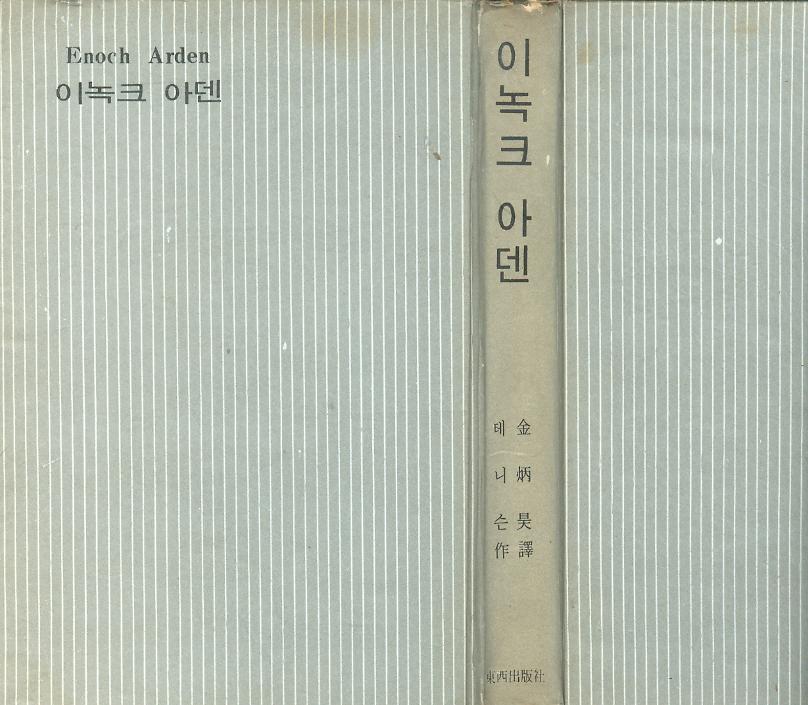 Enoch Arden
이녹크 아덴
이녹크 아덴
金炳昊譯
테니슨作
東西出版社